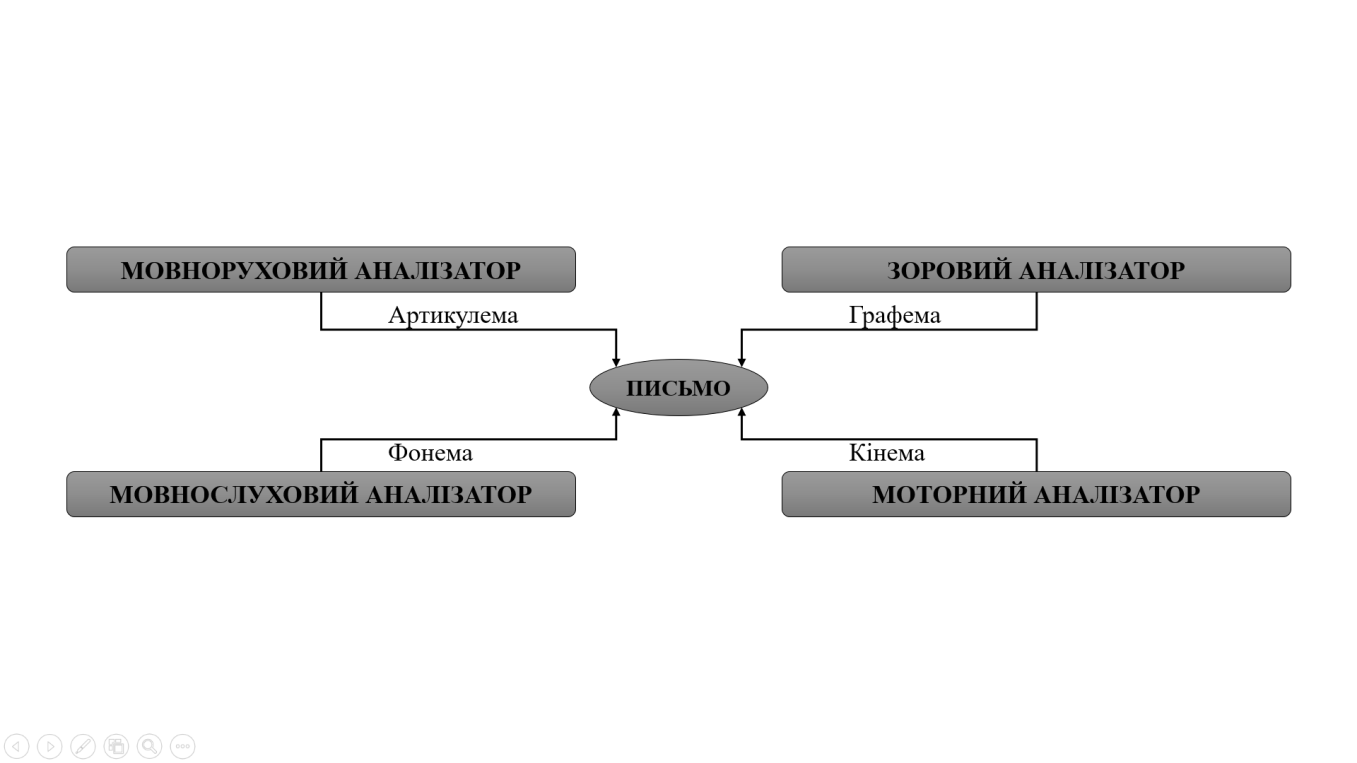 МОВНОРУХОВИЙ АНАЛІЗАТОР
ЗОРОВИЙ АНАЛІЗАТОР
Артикулема
Графема
ПИСЬМО
Фонема
Кінема
МОВНОСЛУХОВИЙ АНАЛІЗАТОР
МОТОРНИЙ АНАЛІЗАТОР